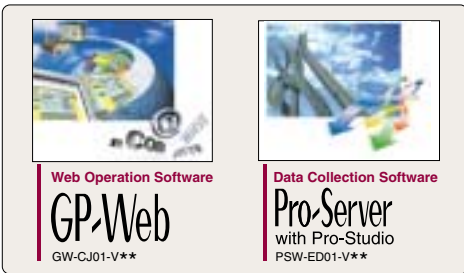 @
Web Operation Software
GP-Web
GW-CJ01-V**
Data Collection Software
Pro-Server
with Pro-Studio
PSW-ED01-V**